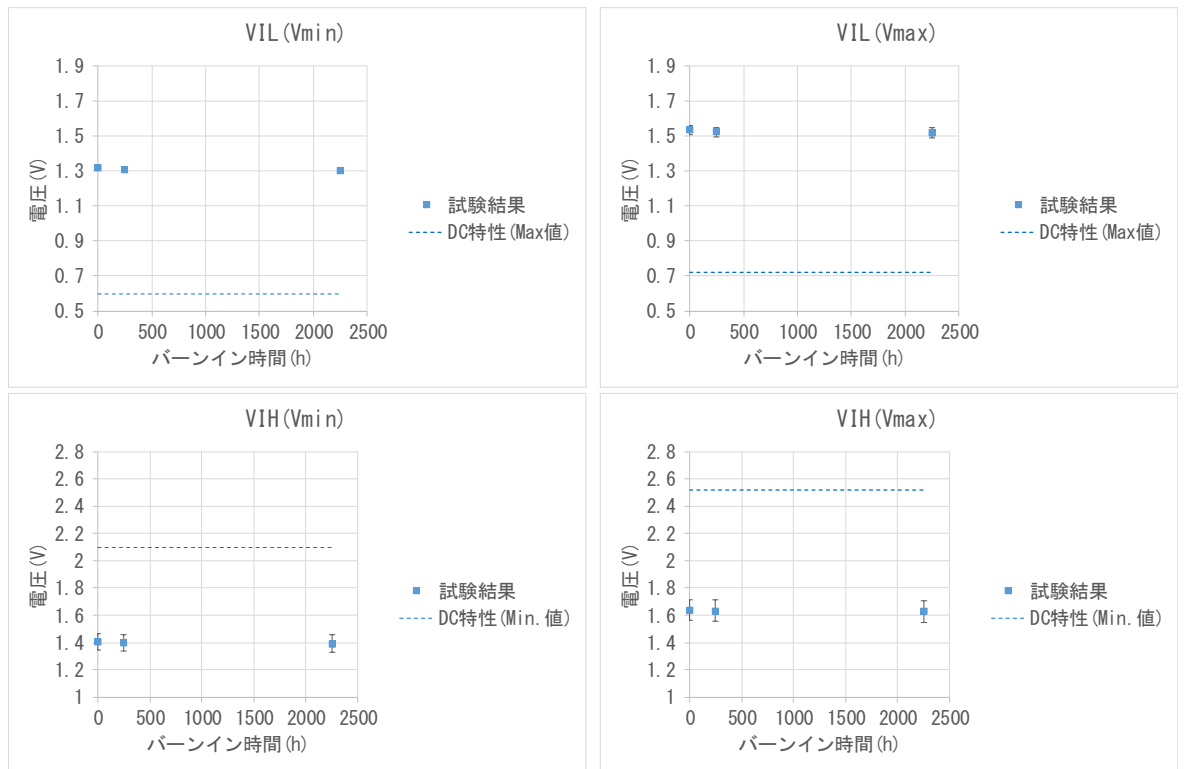 VIL(Vmin)
1.9
1.7
1.5
1.3
1.1
0.9
0.7
0.5
電圧(V)
0 500 1000 1500 2000 2500
バーンイン時間(h)
試験結果
DC特性(Max値)
VIL(Vmax)
1.9
1.7
1.5
1.3
1.1
0.9
0.7
0.5
電圧(V)
0 500 1000 1500 2000 2500
バーンイン時間(h)
試験結果
DC特性(Max値)
VIH(Vmin)
2.8
2.6
2.4
2.2
2
1.8
1.6
1.4
1.2
1
電圧(V)
0 500 1000 1500 2000 2500
バーンイン時間(h)
試験結果
DC特性(Min.値)
VIH(Vmax)
2.8
2.6
2.4
2.2
2
1.8
1.6
1.4
1.2
1
電圧(V)
0 500 1000 1500 2000 2500
バーンイン時間(h)
試験結果
DC特性(Min.値)